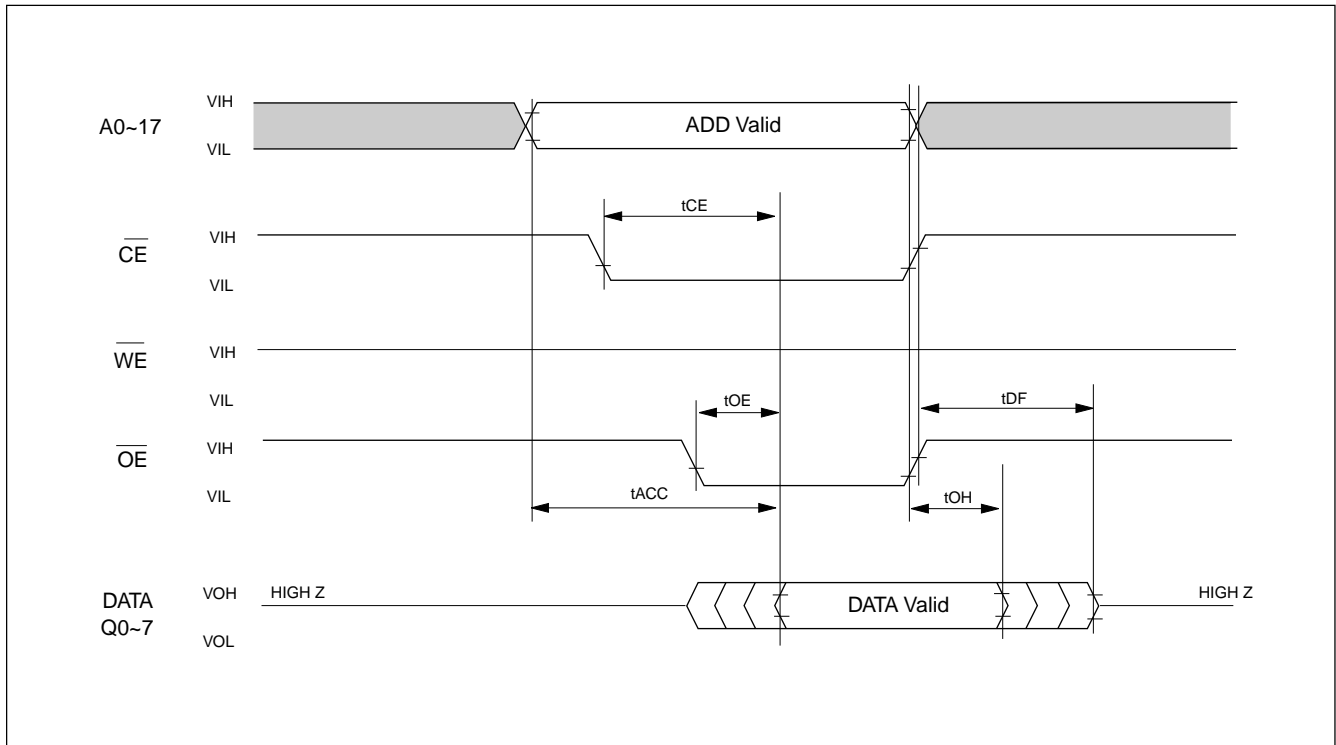 VIH
A0~17
ADD Valid
VIL
tCE
VIH
CE
VIL
WE
VIH
VIL
tOE
tDF
OE
VIH
VIL
tACC
tOH
DATA
Q0~7
VOH
HIGH Z
DATA Valid
HIGH Z
VOL